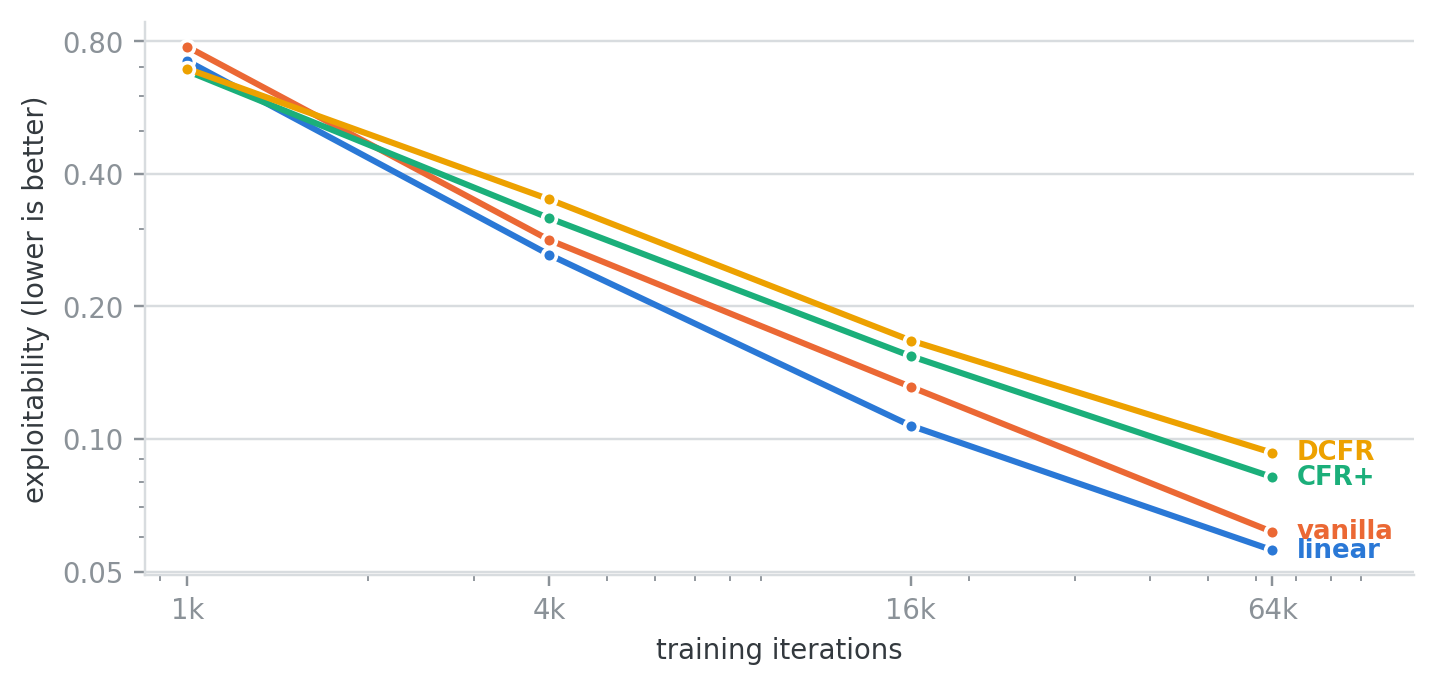 exploitability (lower is better)
0.80
0.40
0.20
0.10
0.05
DCFR
CFR+
vanilla
linear
1k
4k
16k
64k
training iterations